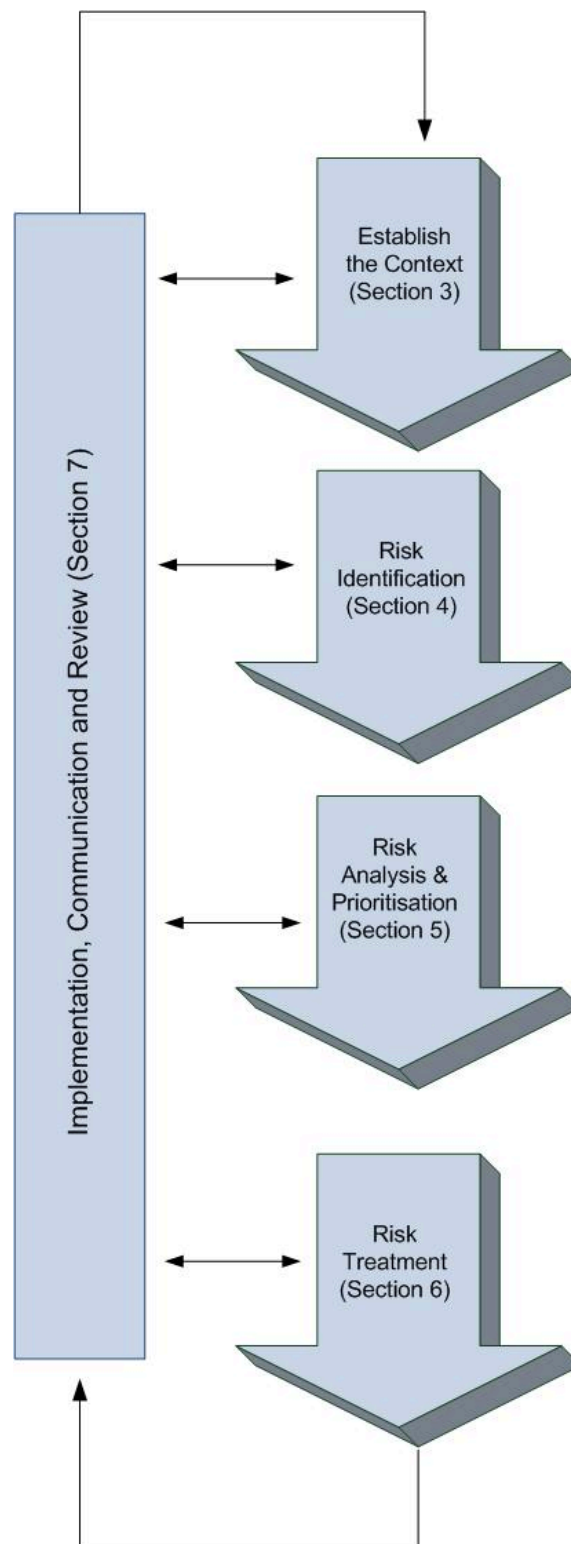 Implementation, Communication and Review (Section 7)
Establish
the Context
(Section 3)
Risk
Identification
(Section 4)
Risk
Analysis &
Prioritisation
(Section 5)
Risk
Treatment
(Section 6)